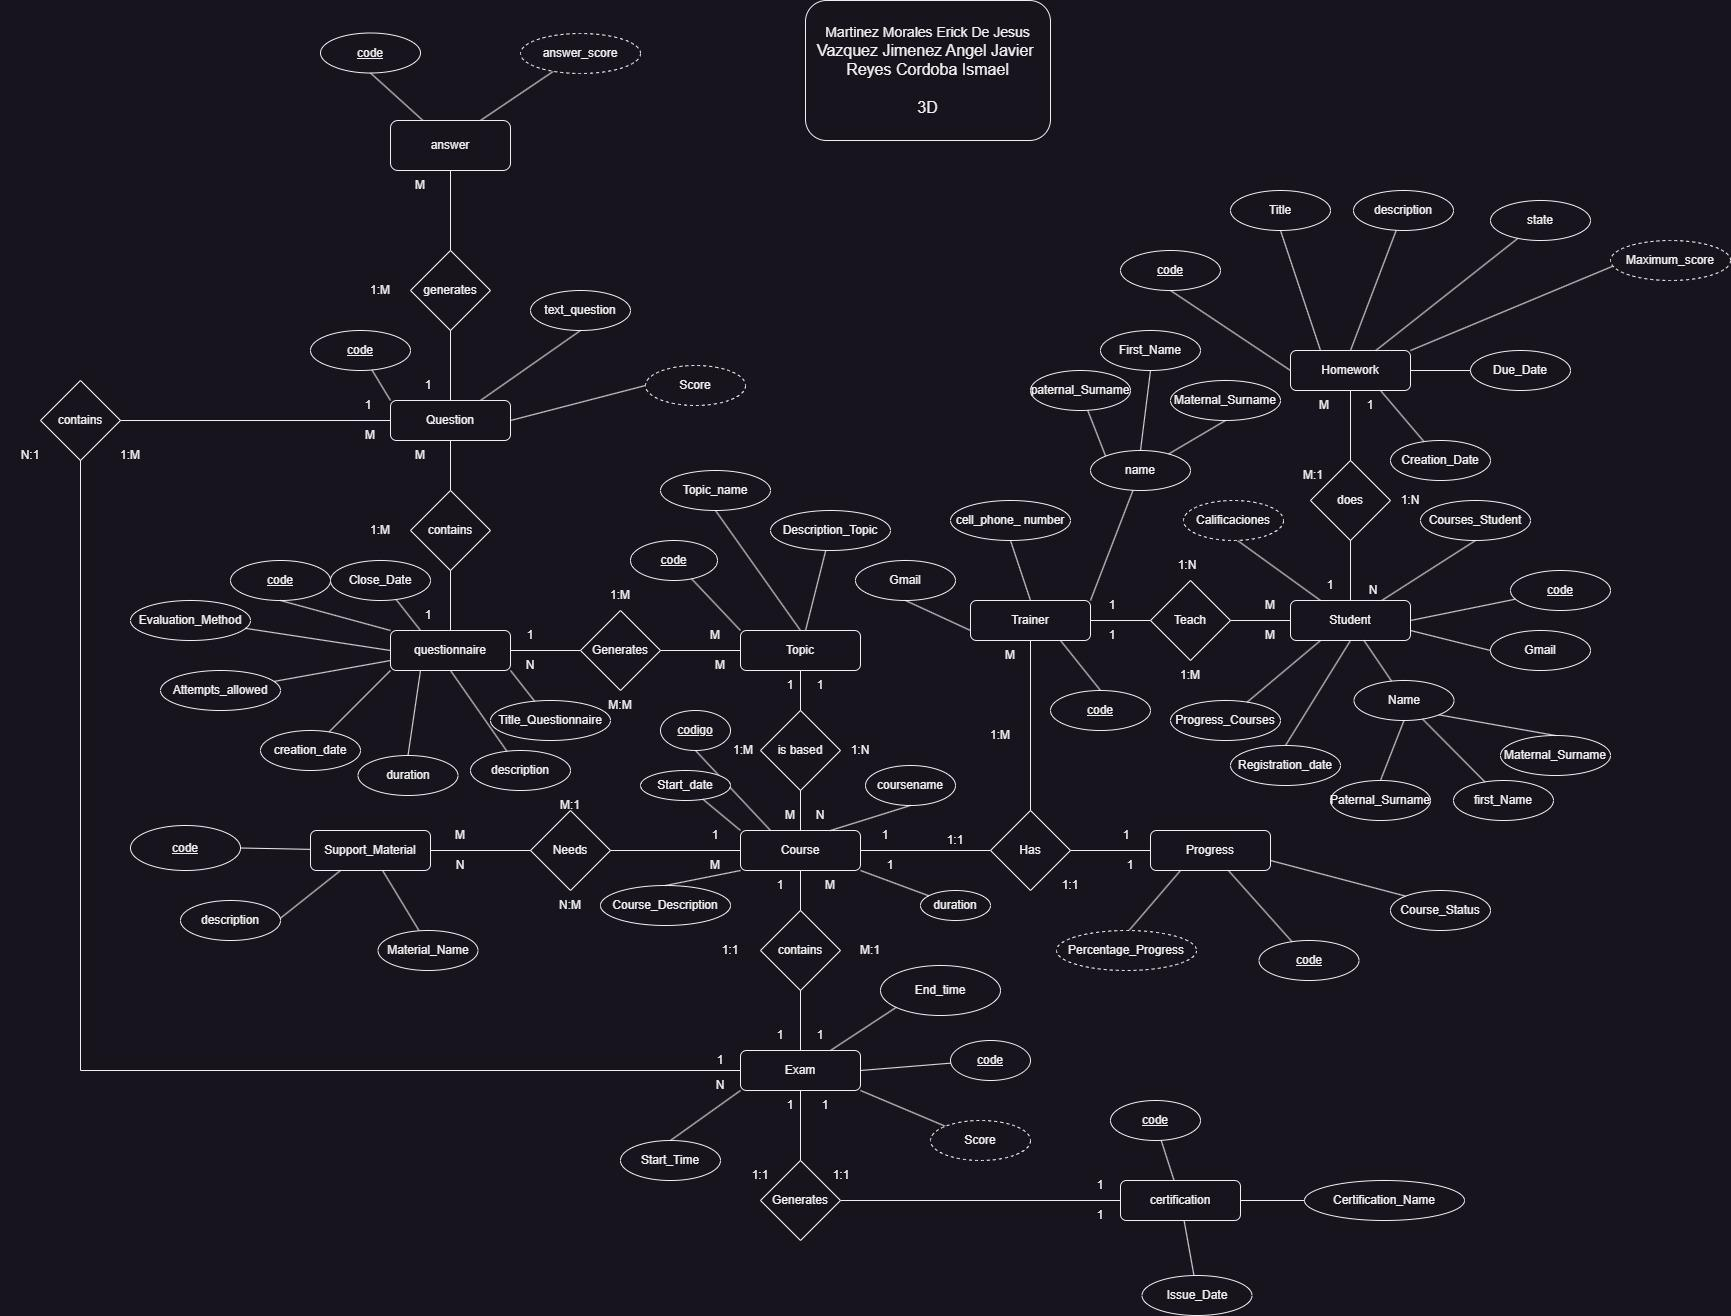 Martinez Morales Erick De Jesus
Vazquez Jimenez Angel Javier
Reyes Cordoba Ismael
3D
code
answer_score
answer
M
generates
1:M
text_question
code
1
Score
1
Question
M
M
contains
N:1
1:M
contains
1:M
code
Close_Date
1
Evaluation_Method
questionnaire
Attempts_allowed
creation_date
duration
description
Title_Questionnaire
1
N
1:M
Generates
M:M
M
M
Topic_name
Description_Topic
code
Topic
1
1
codigo
1:M
is based
1:N
Start_date
coursename
M
N
code
Support_Material
description
Material_Name
M
N
M:1
Needs
N:M
1
M
Course
Course_Description
1
M
1
1
duration
1:1
Has
1:1
1:M
1
1
Progress
Percentage_Progress
code
Course_Status
1:1
contains
M:1
End_time
1
1
1
N
Exam
code
Start_Time
Score
1
1
1:1
1:1
Generates
1
1
certification
code
Certification_Name
Issue_Date
Gmail
cell_phone_ number
paternal_Surname
First_Name
Maternal_Surname
name
Trainer
M
code
1
1
1:N
Teach
1:M
M
M
Title
description
state
Maximum_score
code
Homework
Due_Date
M
1
Creation_Date
M:1
does
1:N
Calificaciones
Courses_Student
1
N
Student
code
Gmail
Progress_Courses
Registration_date
Name
Paternal_Surname
first_Name
Maternal_Surname